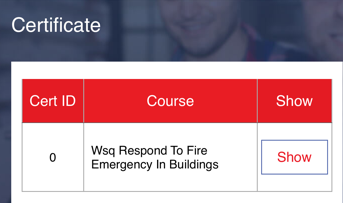 Certificate
Cert ID Course Show
0 Wsq Respond To Fire Show
Emergency In Buildings